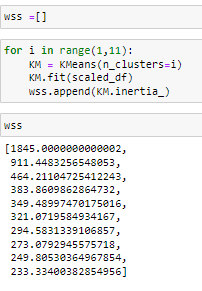 wss =[]
for i in range(1,11):
    KM = KMeans(n_clusters=i)
    KM.fit(scaled_df)
    wss.append(KM.inertia_)
wss
[1845.0000000000002,
 911.4483256548053,
 464.21104725412243,
 383.8609862864732,
 349.48997470175016,
 321.0719584934167,
 294.5831339106857,
 273.0792945575718,
 249.80530364967854,
 233.33400382854956]